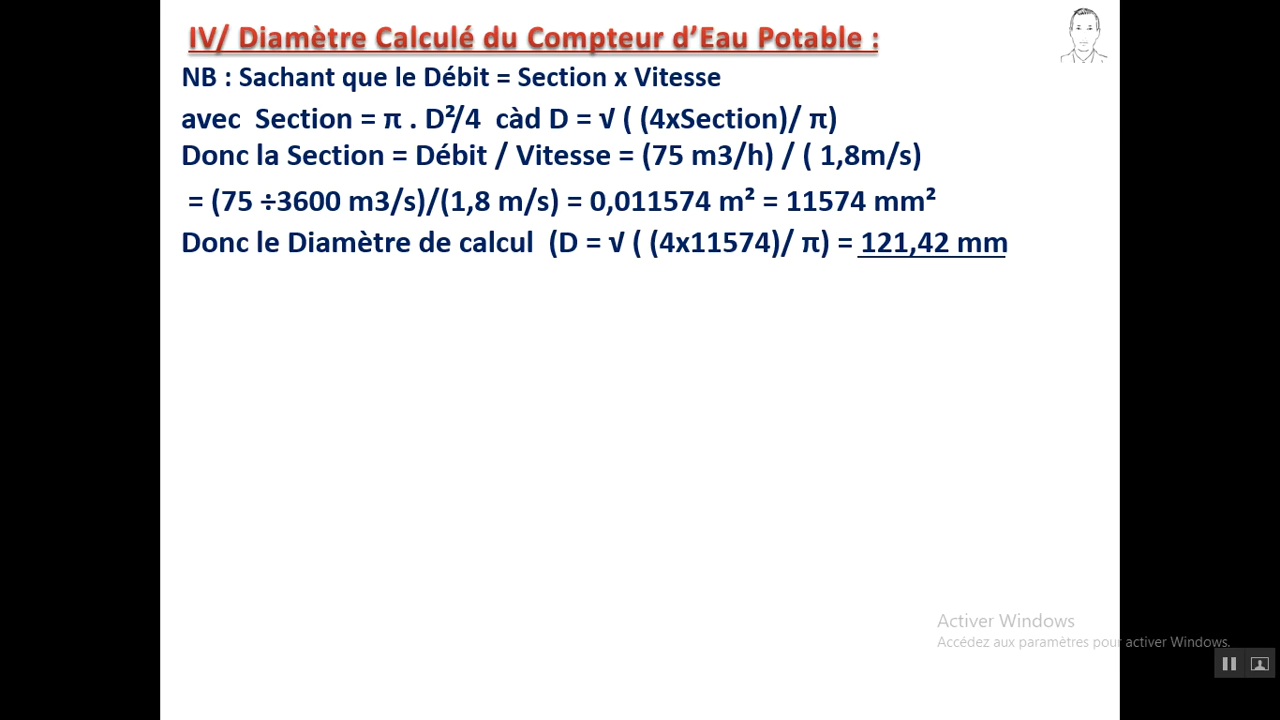 IV/ Diamètre Calculé du Compteur d’Eau Potable :
NB : Sachant que le Débit = Section x Vitesse
avec Section = π . D²/4 càd D = √ ( (4xSection)/ π)
Donc la Section = Débit / Vitesse = (75 m3/h) / ( 1,8m/s)
= (75 ÷3600 m3/s)/(1,8 m/s) = 0,011574 m² = 11574 mm²
Donc le Diamètre de calcul (D = √ ( (4x11574)/ π) = 121,42 mm
Activer Windows
Accédez aux paramètres pour activer Windows.